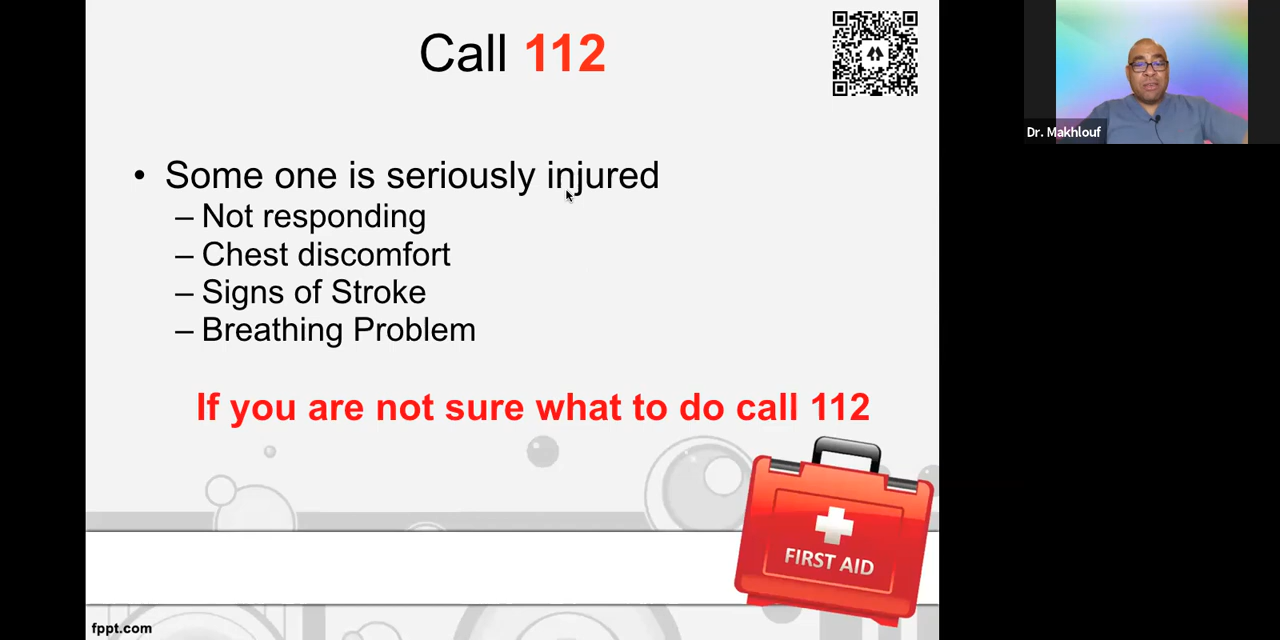 Call 112
• Some one is seriously injured
– Not responding
– Chest discomfort
– Signs of Stroke
– Breathing Problem
If you are not sure what to do call 112
FIRST AID
fppt.com
Dr. Makhlouf